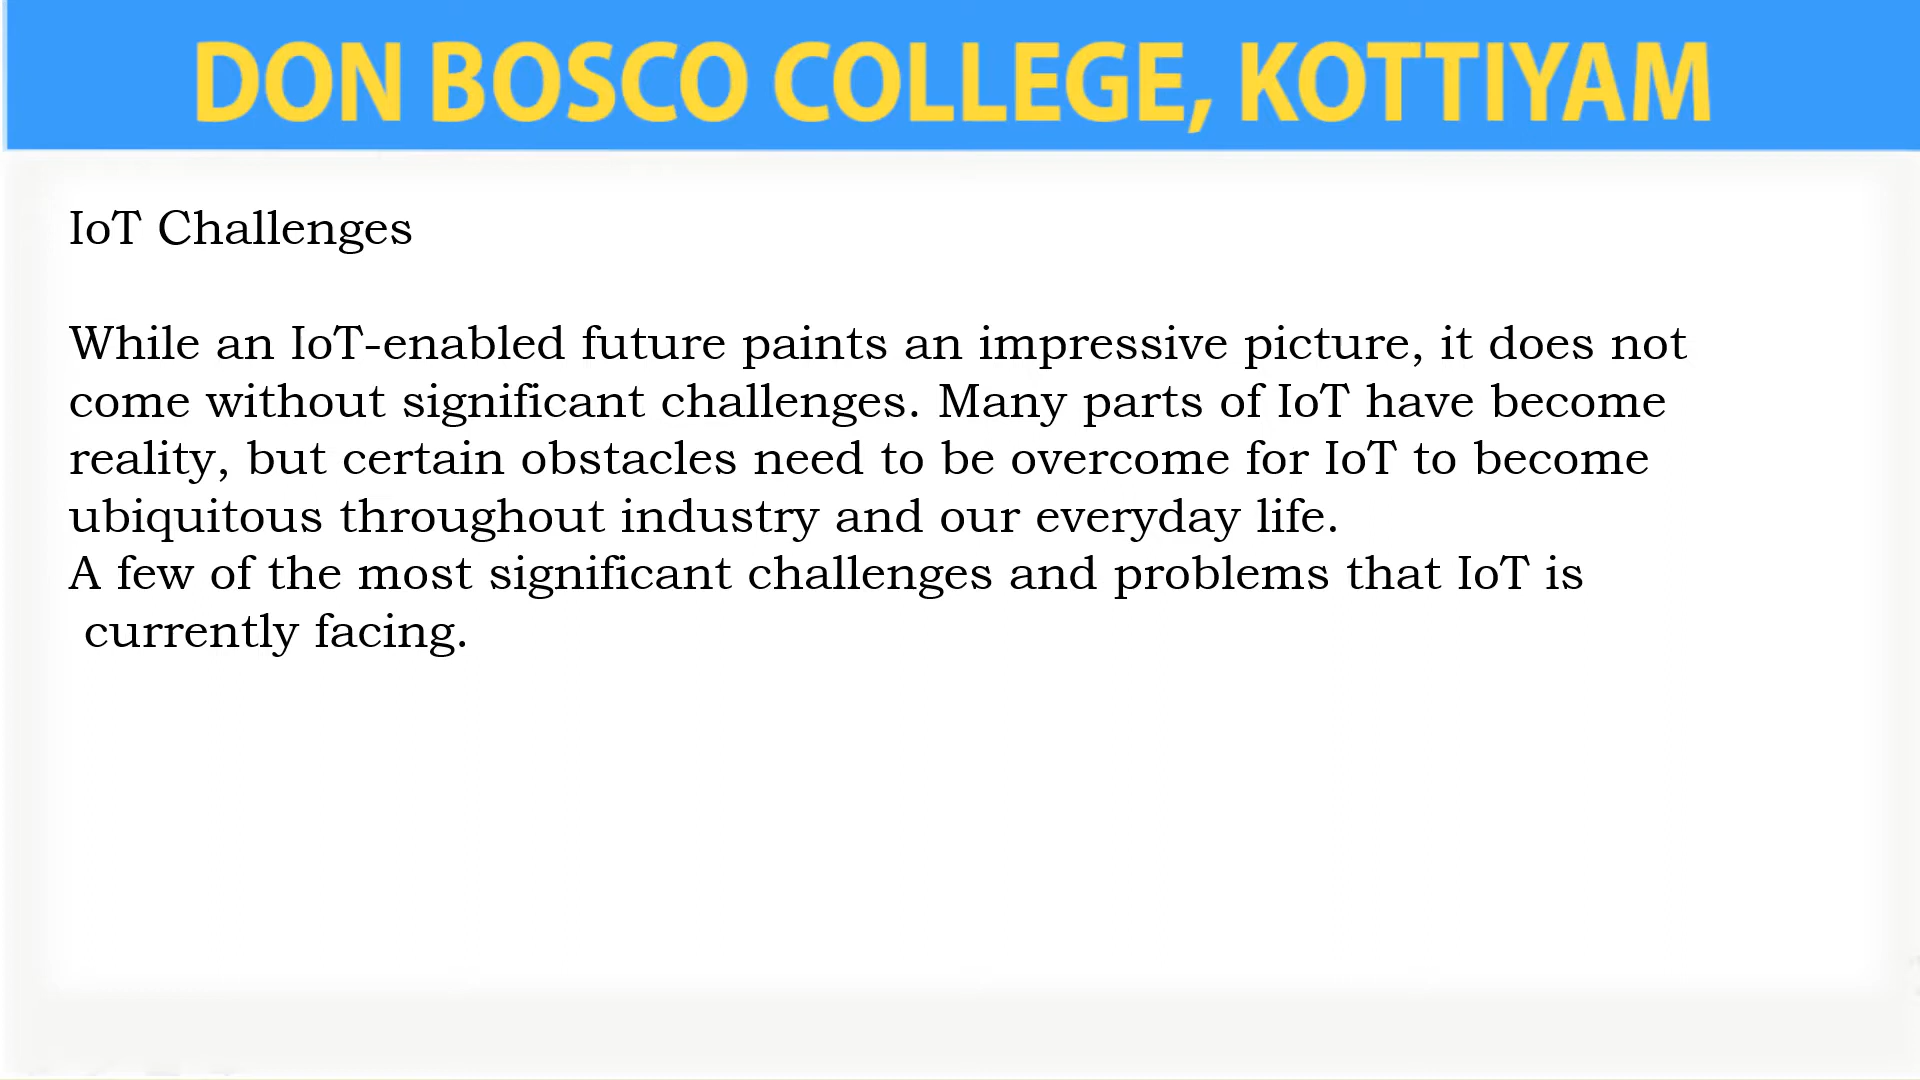 DON BOSCO COLLEGE, KOTTIYAM
IoT Challenges
While an IoT-enabled future paints an impressive picture, it does not
come without significant challenges. Many parts of IoT have become
reality, but certain obstacles need to be overcome for IoT to become
ubiquitous throughout industry and our everyday life.
A few of the most significant challenges and problems that IoT is
currently facing.